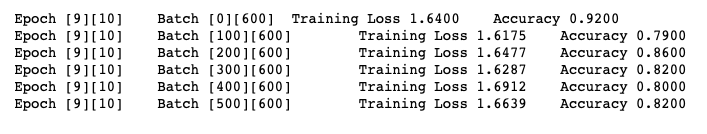 Epoch [9][10] Batch [0][600] Training Loss 1.6400 Accuracy 0.9200
Epoch [9][10] Batch [100][600] Training Loss 1.6175 Accuracy 0.7900
Epoch [9][10] Batch [200][600] Training Loss 1.6477 Accuracy 0.8600
Epoch [9][10] Batch [300][600] Training Loss 1.6287 Accuracy 0.8200
Epoch [9][10] Batch [400][600] Training Loss 1.6912 Accuracy 0.8000
Epoch [9][10] Batch [500][600] Training Loss 1.6639 Accuracy 0.8200